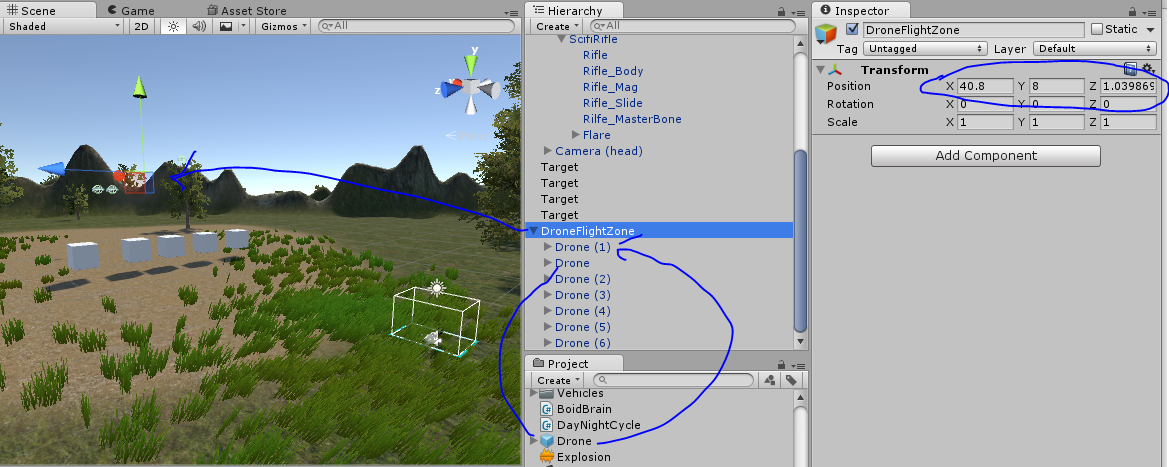 Scene
Game
Asset Store
Shaded
2D
Gizmos
All
y
z
Hierarchy
Create
All
ScifiRifle
Rifle
Rifle_Body
Rifle_Mag
Rifle_Slide
Rilfe_MasterBone
Flare
Camera (head)
Target
Target
Target
Target
DroneFlightZone
Drone (1)
Drone
Drone (2)
Drone (3)
Drone (4)
Drone (5)
Drone (6)
Project
Create
Vehicles
BoidBrain
DayNightCycle
Drone
Explosion
Inspector
DroneFlightZone
Static
Tag Untagged Layer Default
Transform
Position X 40.8 Y 8 Z 1.039869
Rotation X 0 Y 0 Z 0
Scale X 1 Y 1 Z 1
Add Component